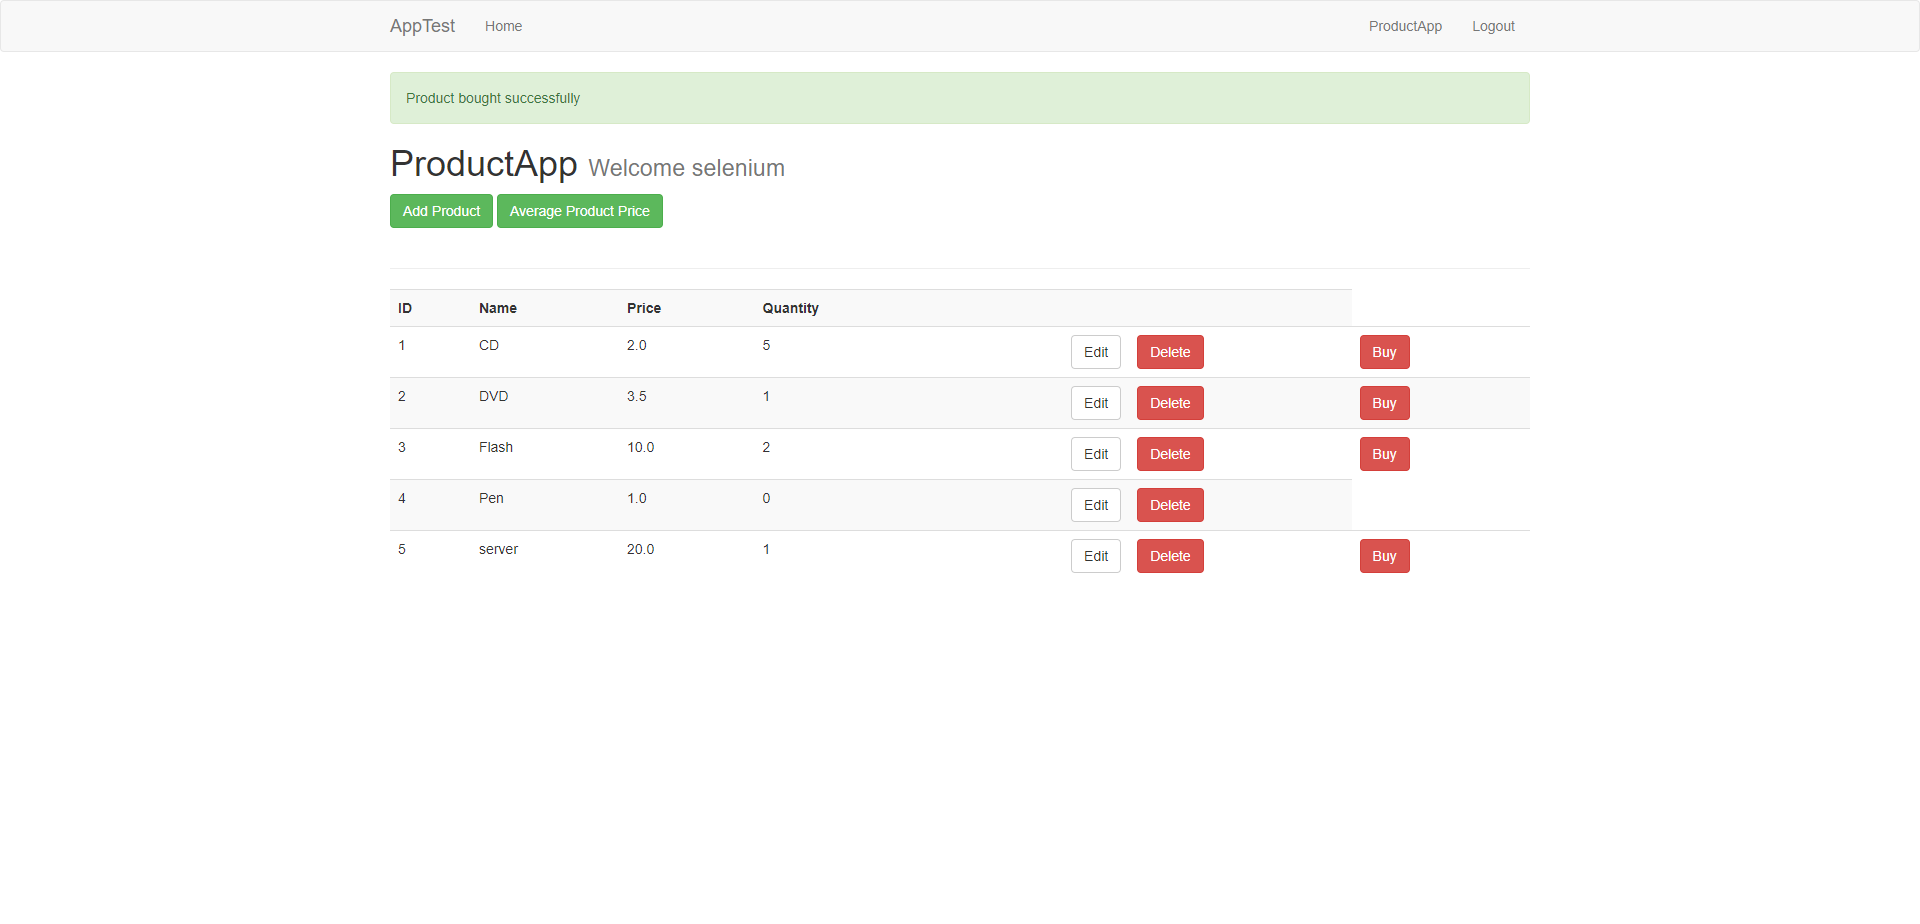 AppTest Home ProductApp Logout
Product bought successfully
ProductApp Welcome selenium
Add Product Average Product Price
ID Name Price Quantity
1 CD 2.0 5 Edit Delete Buy
2 DVD 3.5 1 Edit Delete Buy
3 Flash 10.0 2 Edit Delete Buy
4 Pen 1.0 0 Edit Delete
5 server 20.0 1 Edit Delete Buy